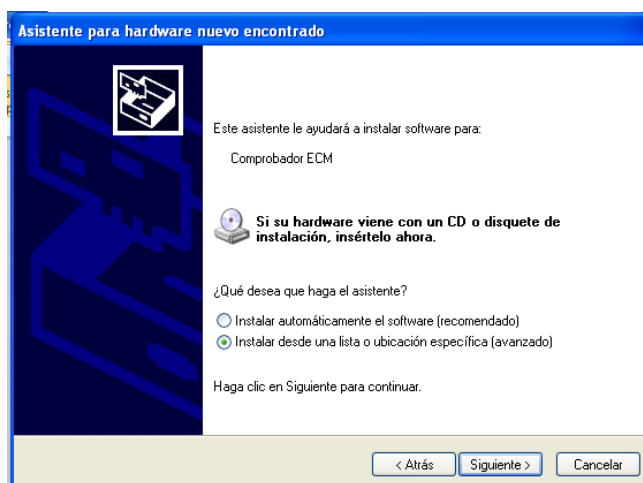 Asistente para hardware nuevo encontrado
Este asistente le ayudará a instalar software para:
Comprobador ECM
Si su hardware viene con un CD o disquete de
instalación, insértelo ahora.
¿Qué desea que haga el asistente?
Instalar automáticamente el software (recomendado)
Instalar desde una lista o ubicación específica (avanzado)
Haga clic en Siguiente para continuar.
< Atrás
Siguiente >
Cancelar